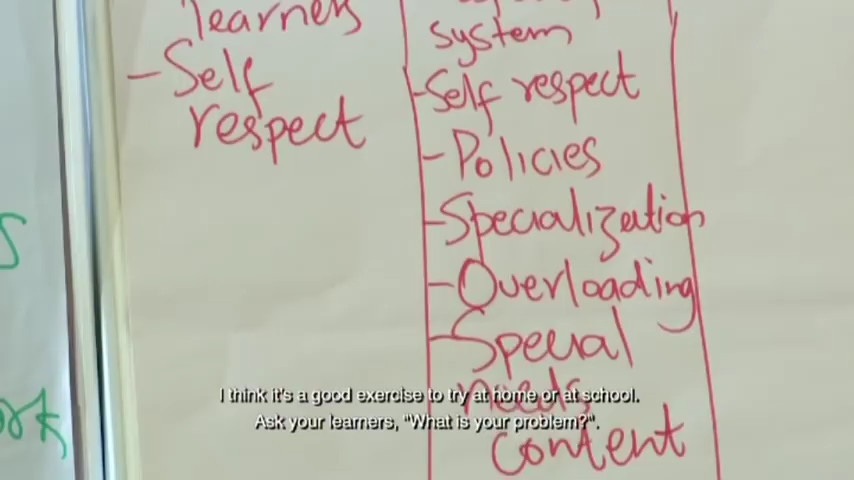 learners
- Self
respect
system
- Self respect
- Policies
- Specialization
- Overloading
- Special
needs
content
S
ork
I think it's a good exercise to try at home or at school.
Ask your learners, "What is your problem?".